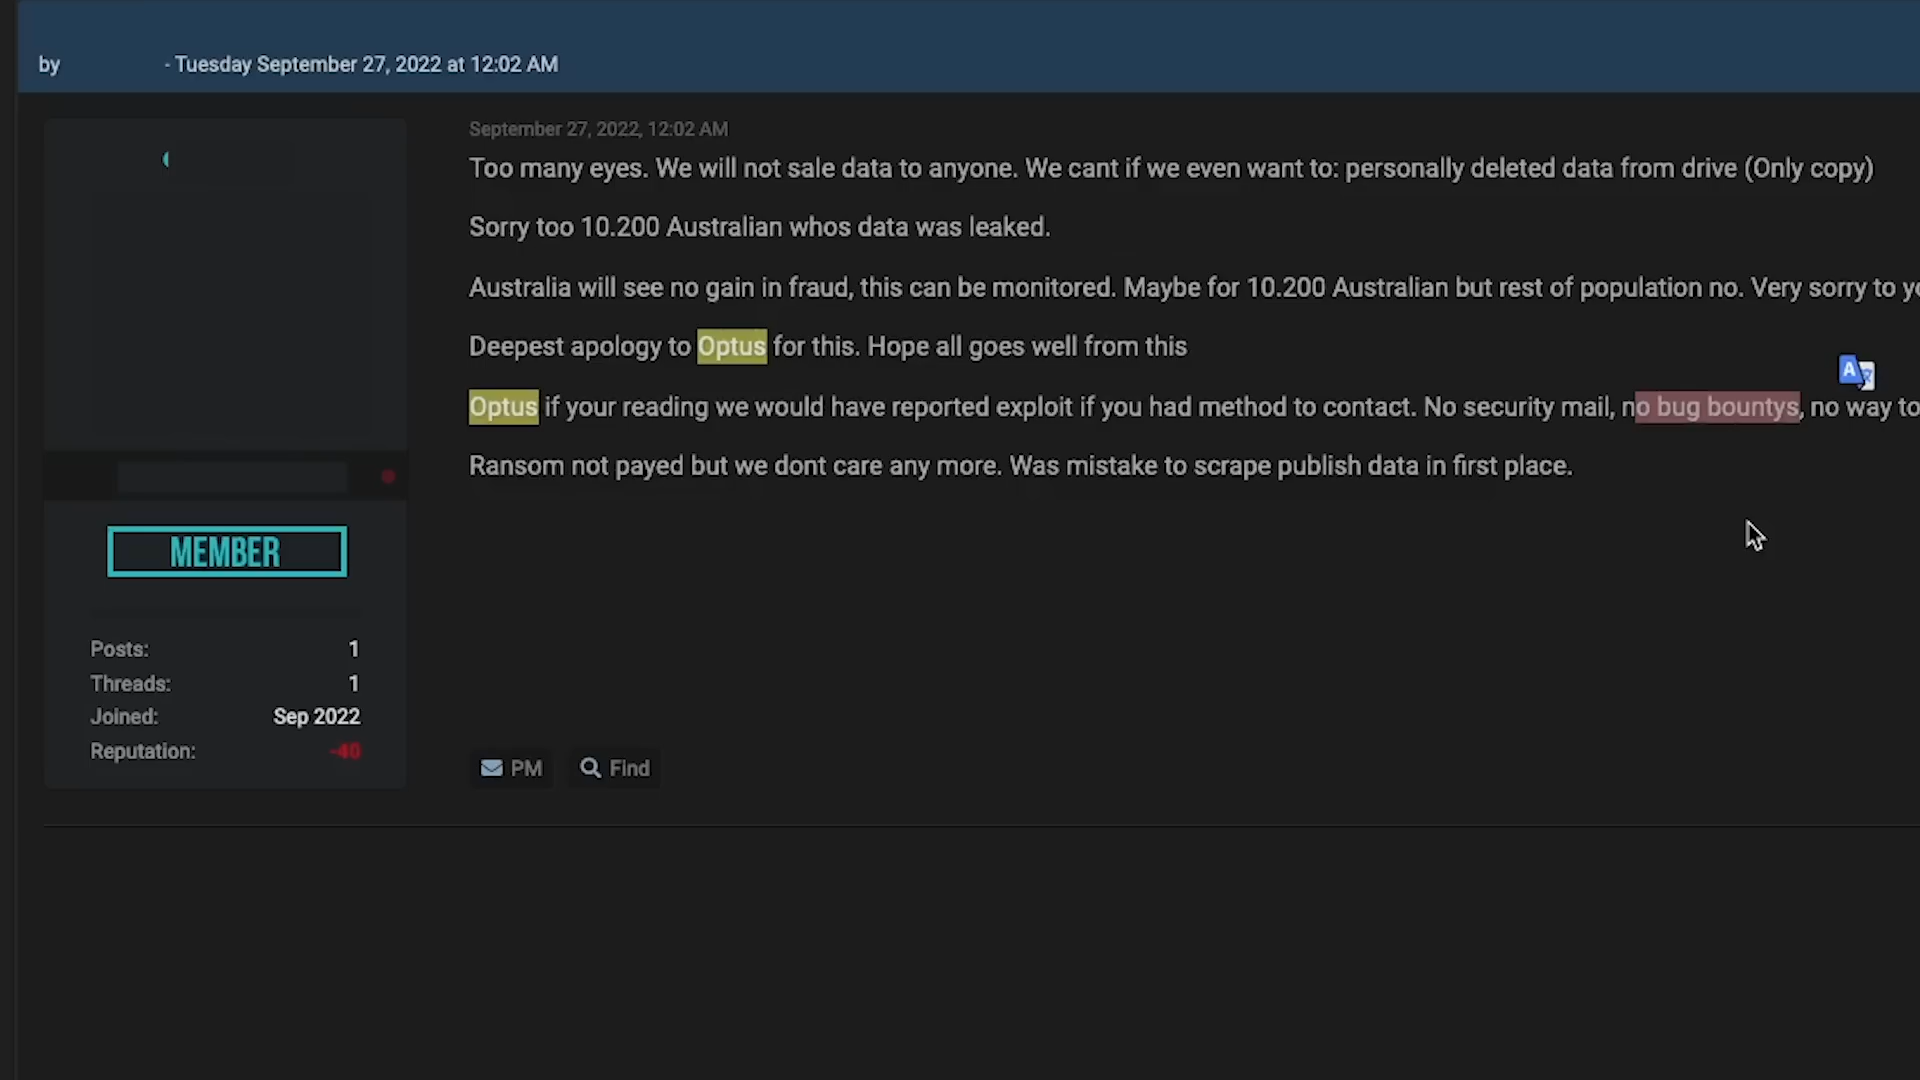 by - Tuesday September 27, 2022 at 12:02 AM
September 27, 2022, 12:02 AM
Too many eyes. We will not sale data to anyone. We cant if we even want to: personally deleted data from drive (Only copy)
Sorry too 10.200 Australian whos data was leaked.
Australia will see no gain in fraud, this can be monitored. Maybe for 10.200 Australian but rest of population no. Very sorry to
Deepest apology to Optus for this. Hope all goes well from this
Optus if your reading we would have reported exploit if you had method to contact. No security mail, no bug bountys, no way to
Ransom not payed but we dont care any more. Was mistake to scrape publish data in first place.
MEMBER
Posts: 1
Threads: 1
Joined: Sep 2022
Reputation: -40
PM Find